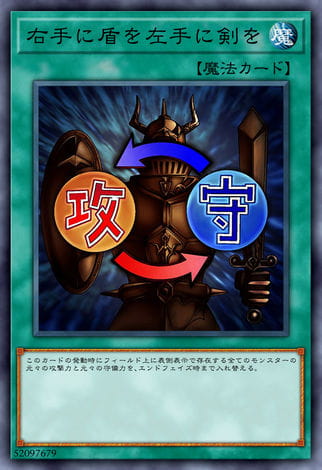 右手に盾を左手に剣を
魔
【魔法カード】
攻
守
このカードの発動時にフィールド上に表側表示で存在する全てのモンスターの
元々の攻撃力と元々の守備力を、エンドフェイズ時まで入れ替える。
52097679